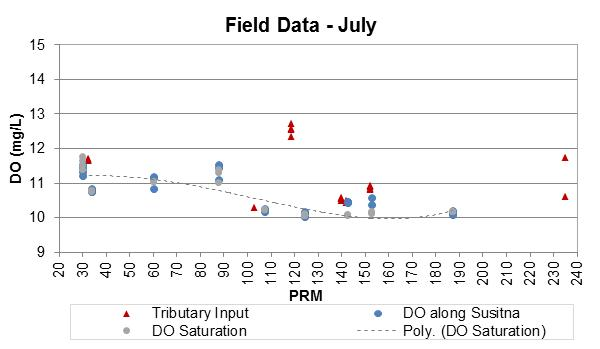 Field Data - July
15
14
13
12
11
10
9
DO (mg/L)
20 30 40 50 60 70 80 90 100 110 120 130 140 150 160 170 180 190 200 210 220 230 240
PRM
Tributary Input
DO along Susitna
DO Saturation
Poly. (DO Saturation)